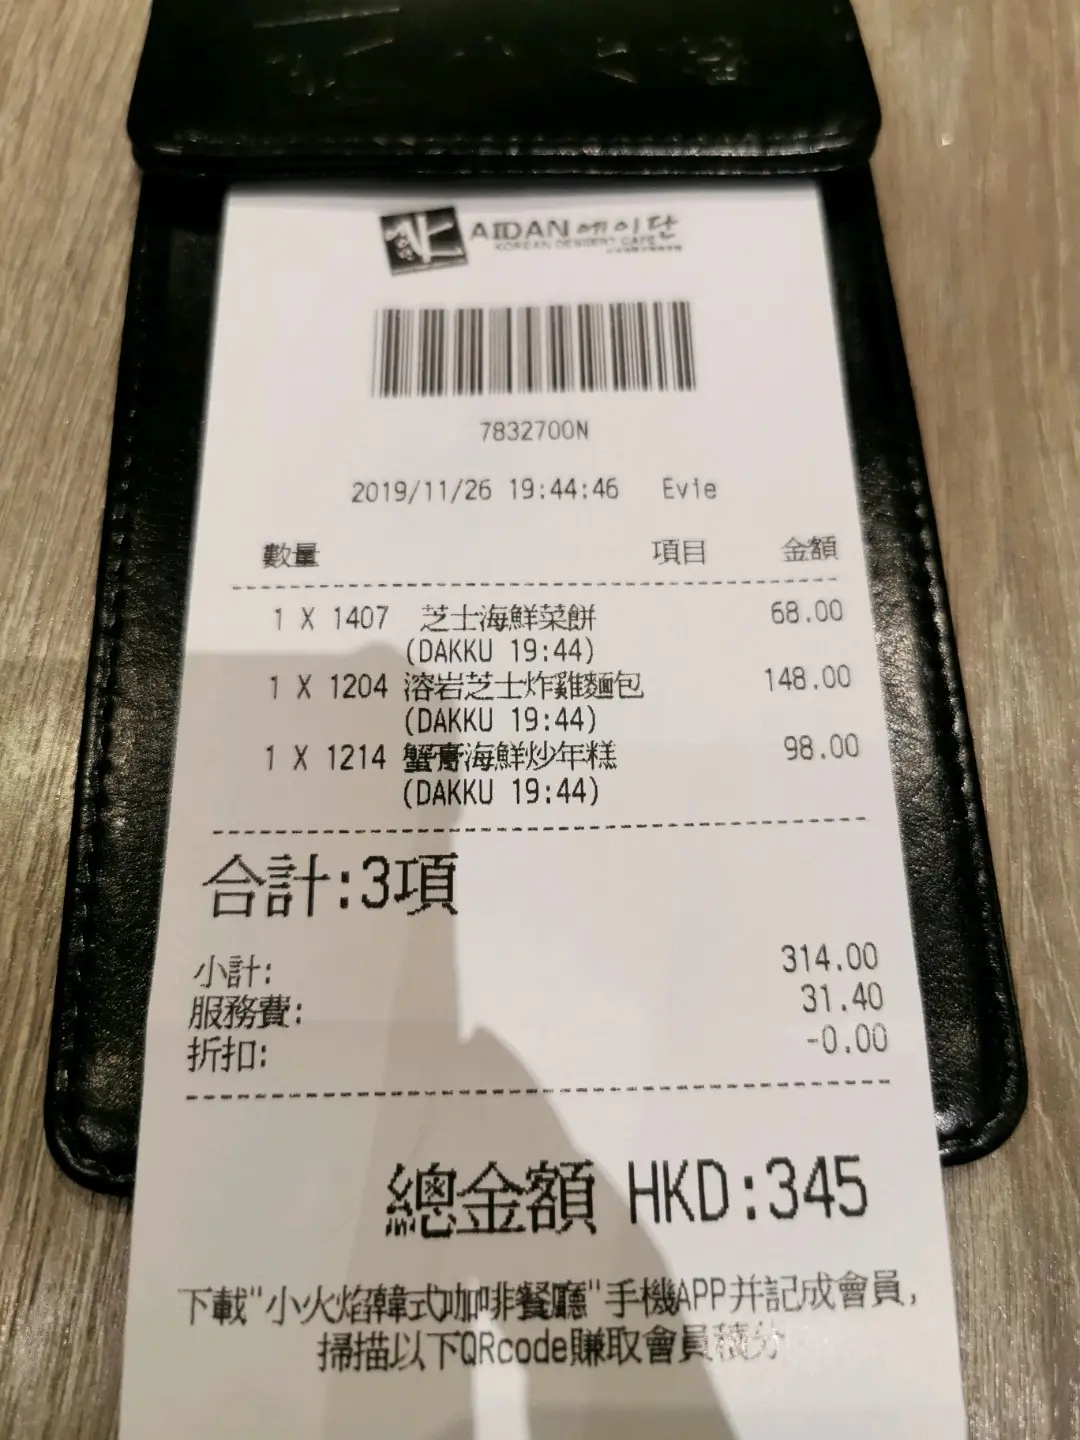 AIDAN 에이단
KOREAN DESSERT CAFE
7832700N
2019/11/26 19:44:46 Evie
數量 項目 金額
1 X 1407 芝士海鮮菜餅 68.00
(DAKKU 19:44)
1 X 1204 溶岩芝士炸雞麵包 148.00
(DAKKU 19:44)
1 X 1214 蟹膏海鮮炒年糕 98.00
(DAKKU 19:44)
合計:3項
小計: 314.00
服務費: 31.40
折扣: -0.00
總金額 HKD:345
下載"小火焰韓式咖啡餐廳"手機APP并記成會員,
掃描以下QRcode賺取會員積分